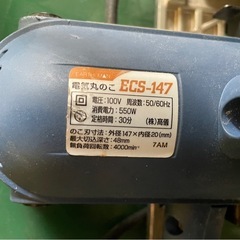 電気丸のこ ECS-147
電圧：100V 周波数：50/60Hz
消費電力：550W
定格時間：30分 (株)高儀
のこ刃寸法：外径147×内径20(mm)
最大切込深さ：48mm
無負荷回転数：4000min⁻¹ 7AM